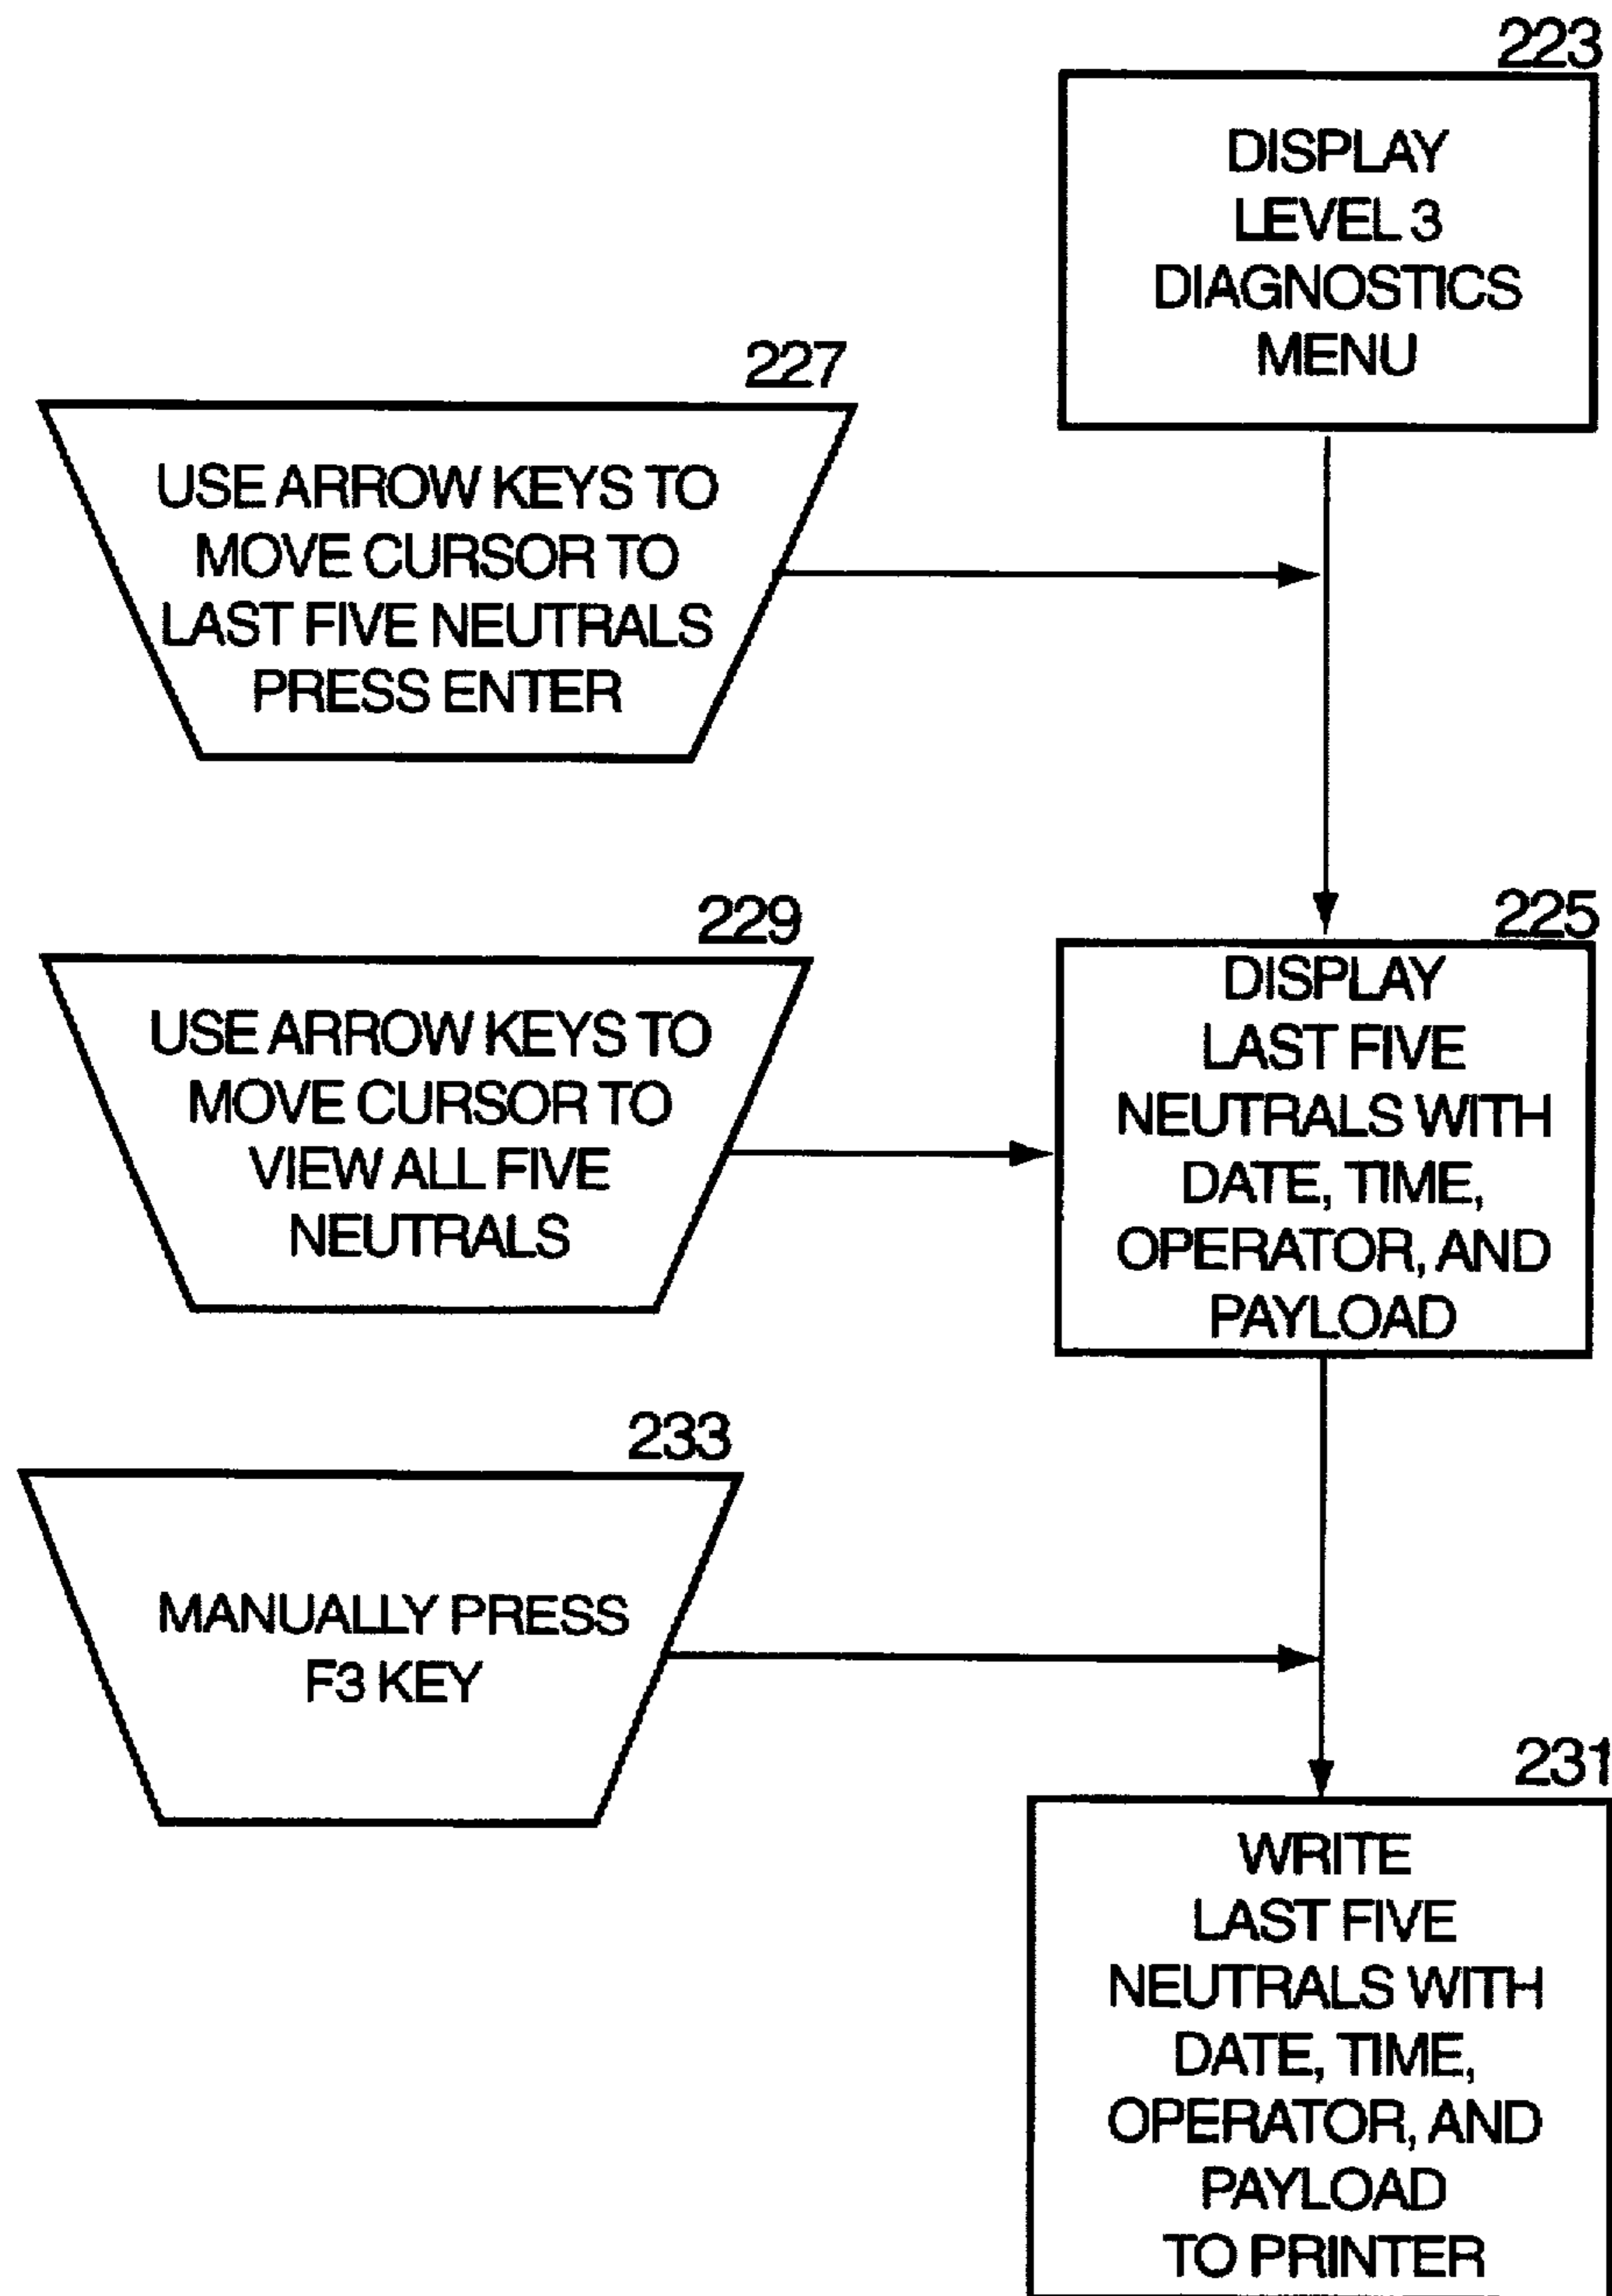 223
DISPLAY
LEVEL 3
DIAGNOSTICS
MENU
227
USE ARROW KEYS TO
MOVE CURSOR TO
LAST FIVE NEUTRALS
PRESS ENTER
229
USE ARROW KEYS TO
MOVE CURSOR TO
VIEW ALL FIVE
NEUTRALS
225
DISPLAY
LAST FIVE
NEUTRALS WITH
DATE, TIME,
OPERATOR, AND
PAYLOAD
233
MANUALLY PRESS
F3 KEY
231
WRITE
LAST FIVE
NEUTRALS WITH
DATE, TIME,
OPERATOR, AND
PAYLOAD
TO PRINTER